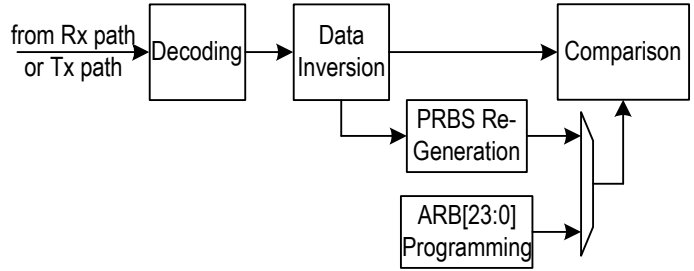 from Rx path
or Tx path
Decoding
Data
Inversion
Comparison
PRBS Re-
Generation
ARB[23:0]
Programming